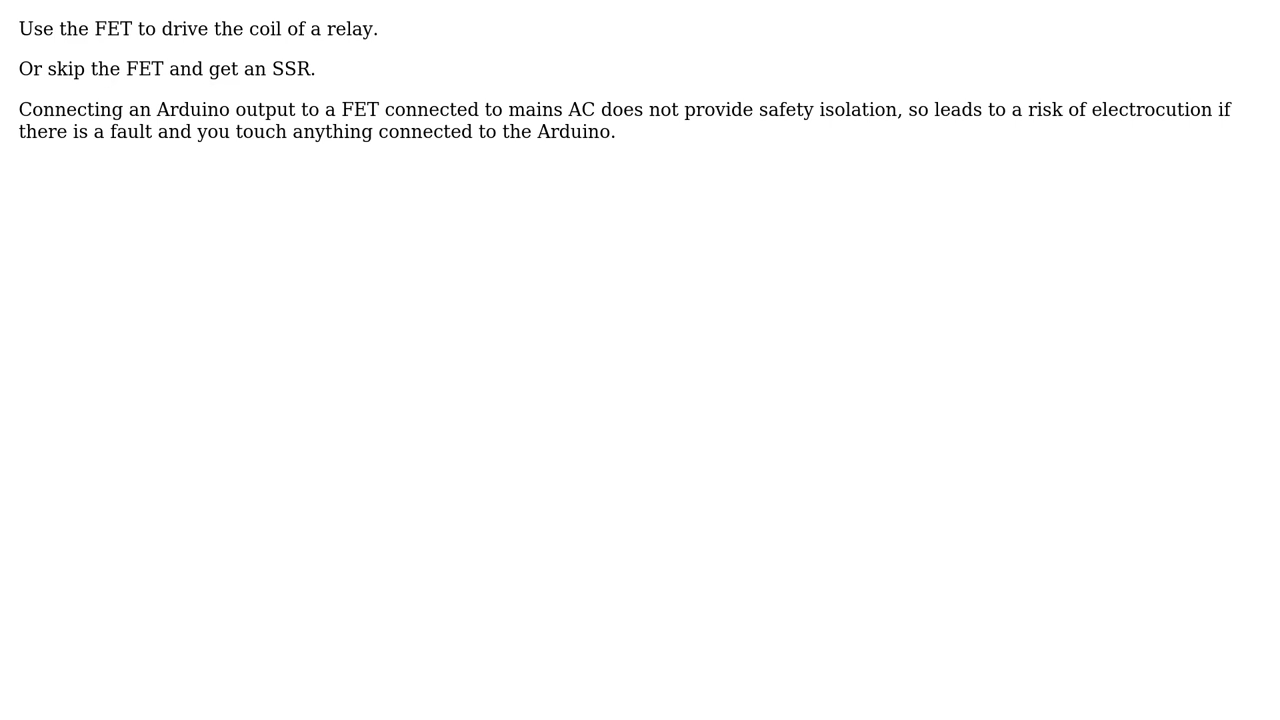 Use the FET to drive the coil of a relay.
Or skip the FET and get an SSR.
Connecting an Arduino output to a FET connected to mains AC does not provide safety isolation, so leads to a risk of electrocution if
there is a fault and you touch anything connected to the Arduino.